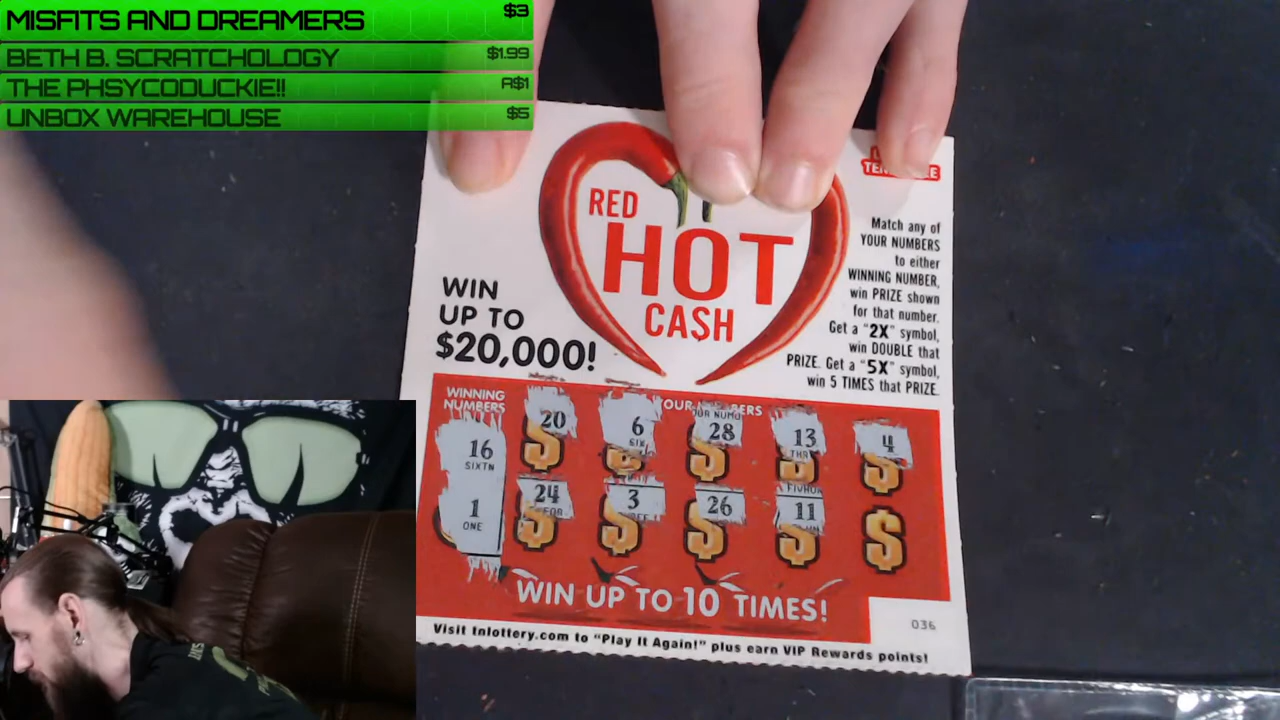 MISFITS AND DREAMERS $3
BETH B. SCRATCHOLOGY $1.99
THE PHSYCODUCKIE!! A$1
UNBOX WAREHOUSE $5
RED
HOT
CA$H
WIN
UP TO
$20,000!
Match any of
YOUR NUMBERS
to either
WINNING NUMBER,
win PRIZE shown
for that number.
Get a "2X" symbol,
win DOUBLE that
PRIZE. Get a "5X" symbol,
win 5 TIMES that PRIZE.
WINNING
NUMBERS
20 6 28 13 4
16
SIXTN
SIX
24 3 26 11
1
ONE
WIN UP TO 10 TIMES!
036
Visit tnlottery.com to "Play It Again!" plus earn VIP Rewards points!